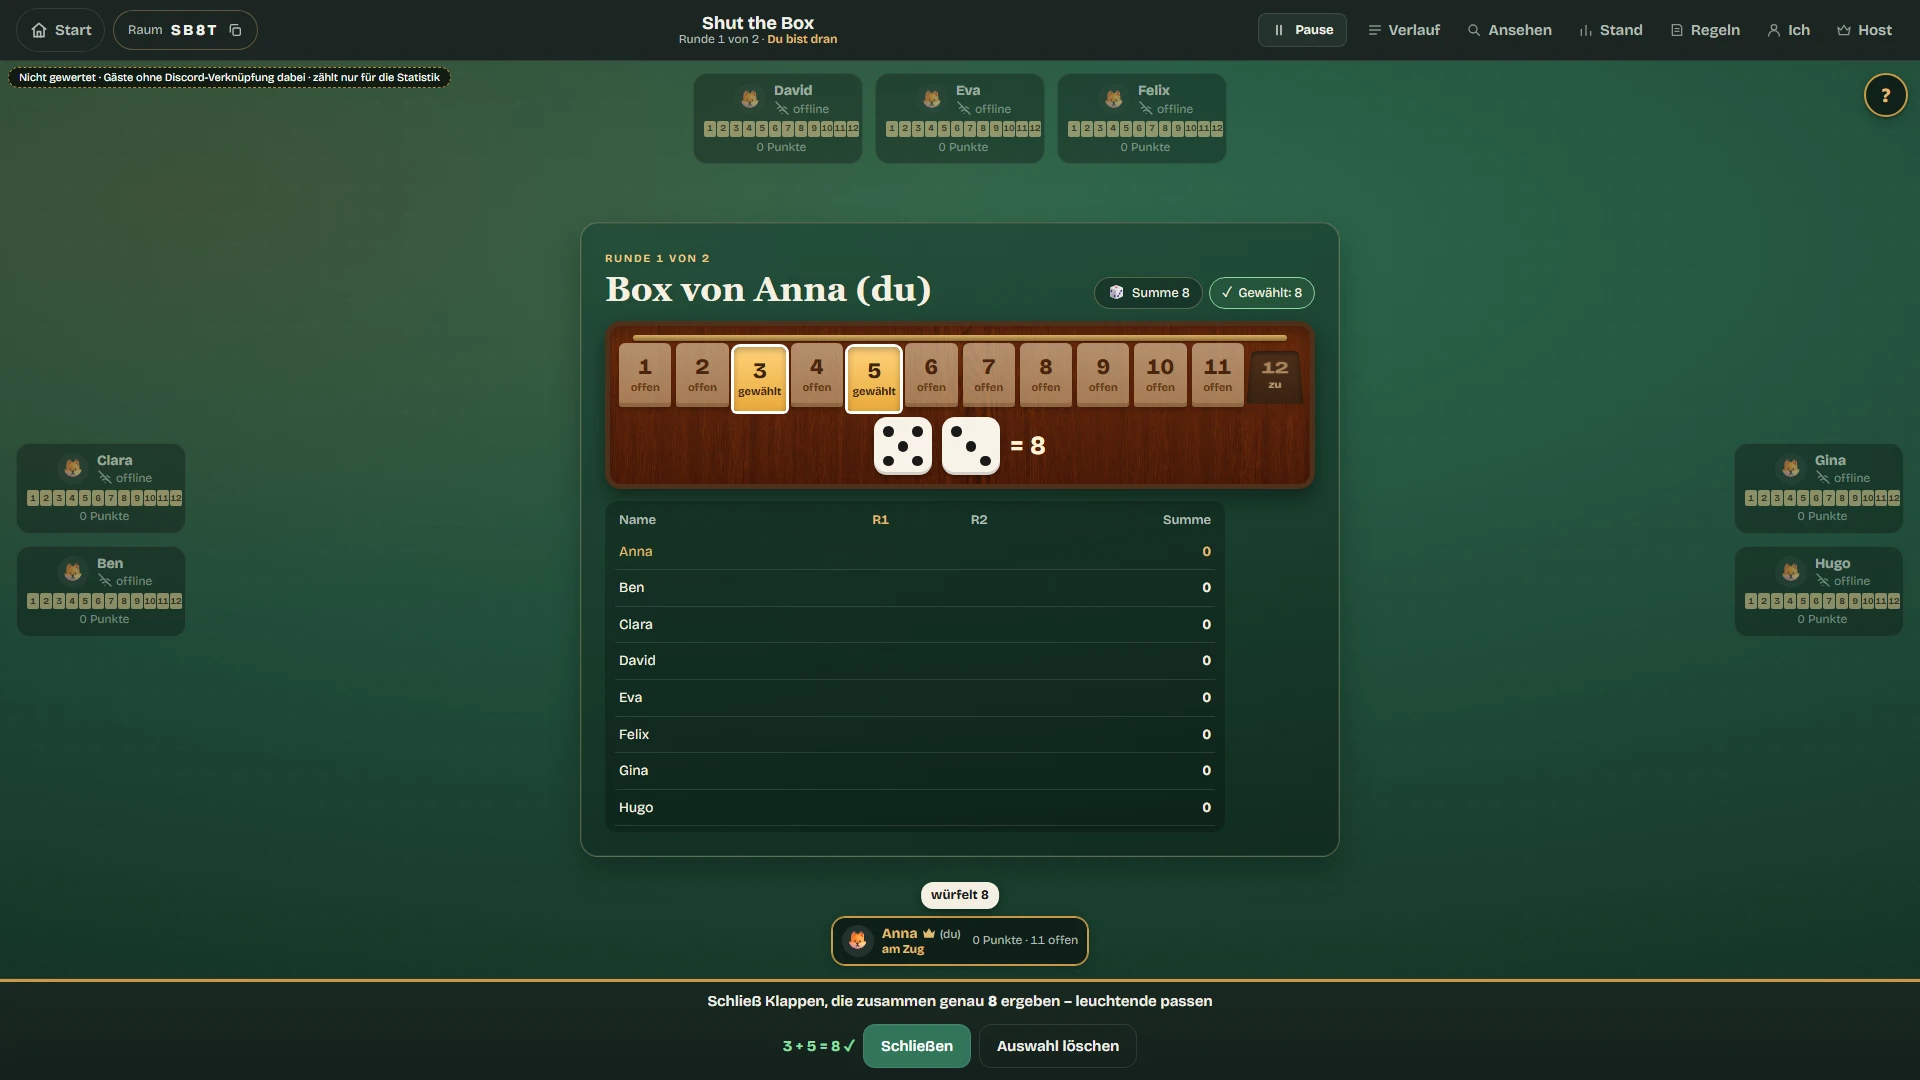 Start
Raum SB8T
Shut the Box
Runde 1 von 2 · Du bist dran
Pause
Verlauf
Ansehen
Stand
Regeln
Ich
Host
Nicht gewertet · Gäste ohne Discord-Verknüpfung dabei · zählt nur für die Statistik
?
David
offline
1 2 3 4 5 6 7 8 9 10 11 12
0 Punkte
Eva
offline
1 2 3 4 5 6 7 8 9 10 11 12
0 Punkte
Felix
offline
1 2 3 4 5 6 7 8 9 10 11 12
0 Punkte
RUNDE 1 VON 2
Box von Anna (du)
Summe 8
✓ Gewählt: 8
1 offen
2 offen
3 gewählt
4 offen
5 gewählt
6 offen
7 offen
8 offen
9 offen
10 offen
11 offen
12 zu
= 8
Clara
offline
1 2 3 4 5 6 7 8 9 10 11 12
0 Punkte
Ben
offline
1 2 3 4 5 6 7 8 9 10 11 12
0 Punkte
Gina
offline
1 2 3 4 5 6 7 8 9 10 11 12
0 Punkte
Hugo
offline
1 2 3 4 5 6 7 8 9 10 11 12
0 Punkte
Name R1 R2 Summe
Anna 0
Ben 0
Clara 0
David 0
Eva 0
Felix 0
Gina 0
Hugo 0
würfelt 8
Anna (du)
am Zug
0 Punkte · 11 offen
Schließ Klappen, die zusammen genau 8 ergeben – leuchtende passen
3 + 5 = 8 ✓
Schließen
Auswahl löschen